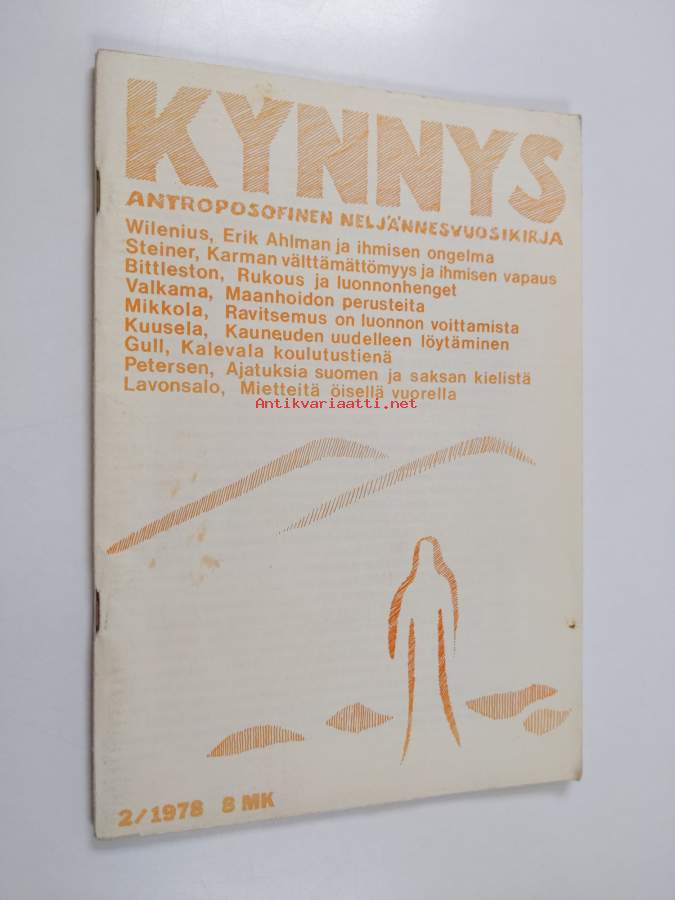 KYNNYS
ANTROPOSOFINEN NELJÄNNESVUOSIKIRJA
Wilenius, Erik Ahlman ja ihmisen ongelma
Steiner, Karman välttämättömyys ja ihmisen vapaus
Bittleston, Rukous ja luonnonhenget
Valkama, Maanhoidon perusteita
Mikkola, Ravitsemus on luonnon voittamista
Kuusela, Kauneuden uudelleen löytäminen
Gull, Kalevala koulutustienä
Petersen, Ajatuksia suomen ja saksan kielistä
Lavonsalo, Mietteitä öisellä vuorella
Antikvariaatti.net
2/1978 8 MK